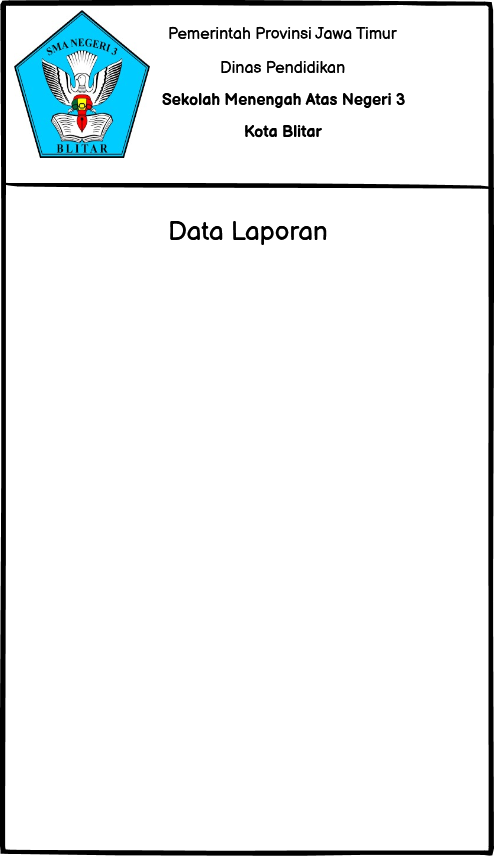 SMA NEGERI 3
BLITAR
Pemerintah Provinsi Jawa Timur
Dinas Pendidikan
Sekolah Menengah Atas Negeri 3
Kota Blitar
Data Laporan